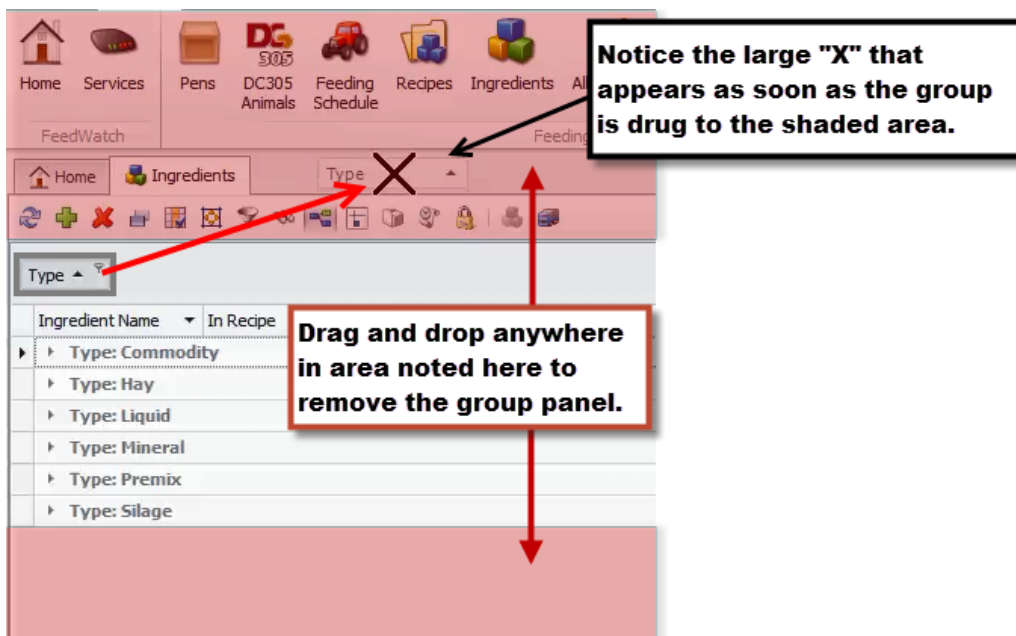 Home
Services
Pens
DC 305
DC305
Animals
Feeding
Schedule
Recipes
Ingredients
FeedWatch
Notice the large "X" that
appears as soon as the group
is drug to the shaded area.
Home
Ingredients
Type
Type
Ingredient Name
In Recipe
Type: Commodity
Type: Hay
Type: Liquid
Type: Mineral
Type: Premix
Type: Silage
Drag and drop anywhere
in area noted here to
remove the group panel.